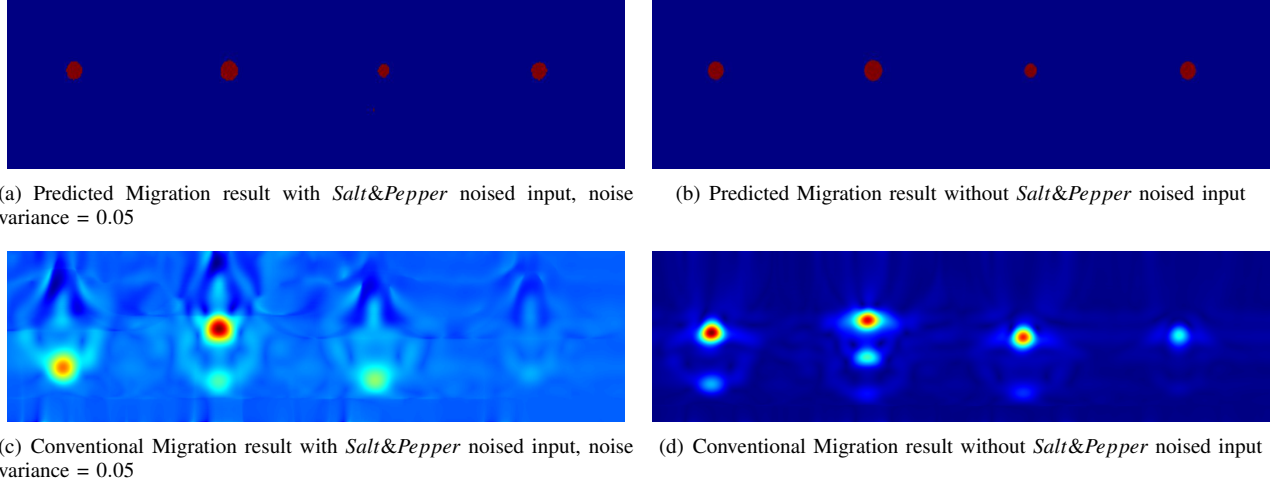 (a) Predicted Migration result with Salt&Pepper noised input, noise
variance = 0.05
(b) Predicted Migration result without Salt&Pepper noised input
(c) Conventional Migration result with Salt&Pepper noised input, noise
variance = 0.05
(d) Conventional Migration result without Salt&Pepper noised input